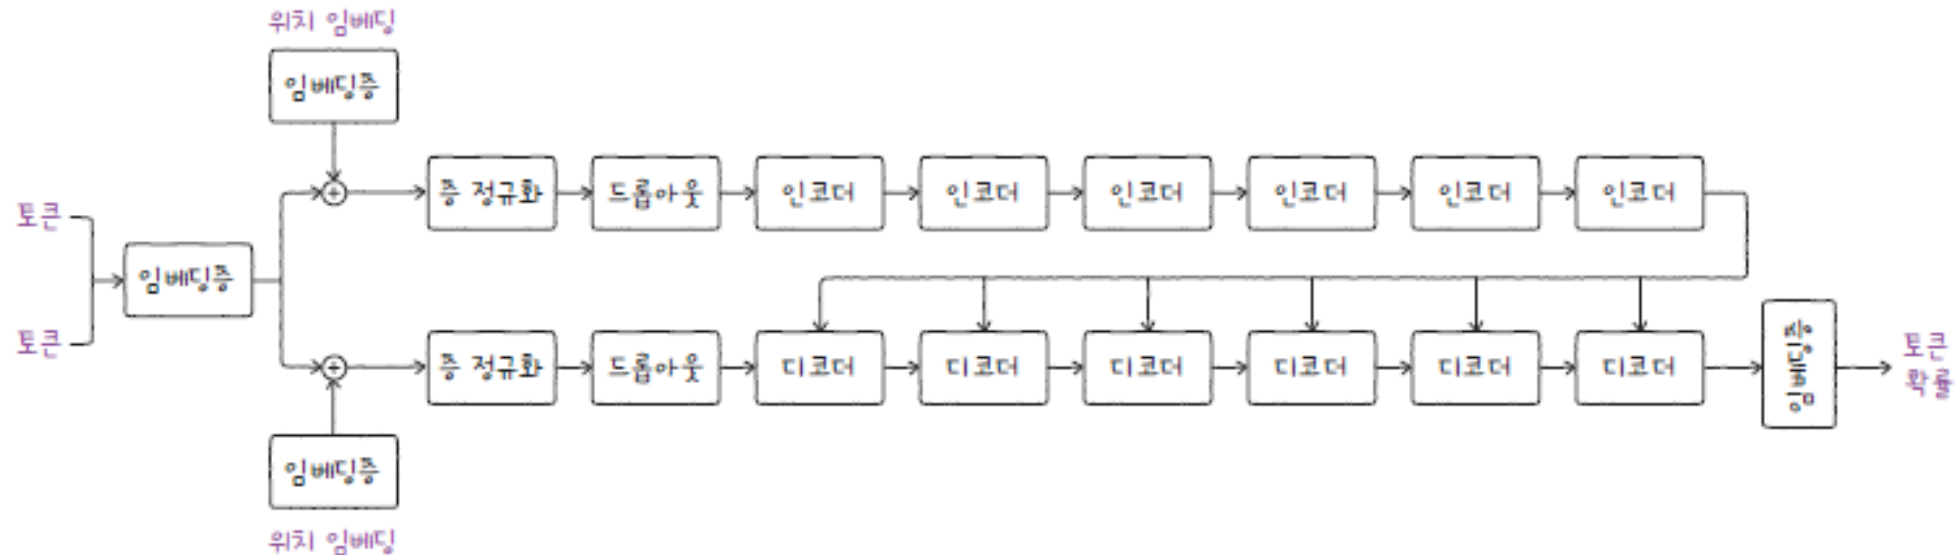 위치 임베딩
임베딩층
층 정규화
드롭아웃
인코더
인코더
인코더
인코더
인코더
인코더
토큰
임베딩층
토큰
층 정규화
드롭아웃
디코더
디코더
디코더
디코더
디코더
디코더
임베딩층
토큰
확률
임베딩층
위치 임베딩